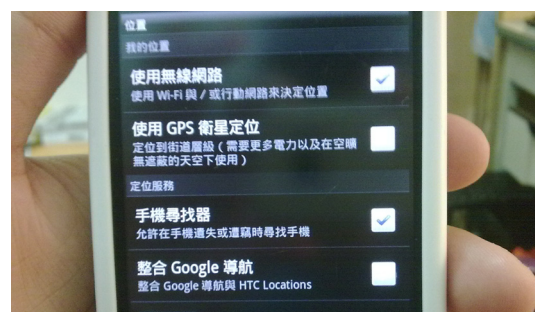 位置
我的位置
使用無線網路
使用 Wi-Fi 與 / 或行動網路來決定位置
使用 GPS 衛星定位
定位到街道層級 ( 需要更多電力以及在空曠
無遮蔽的天空下使用 )
定位服務
手機尋找器
允許在手機遺失或遭竊時尋找手機
整合 Google 導航
整合 Google 導航與 HTC Locations